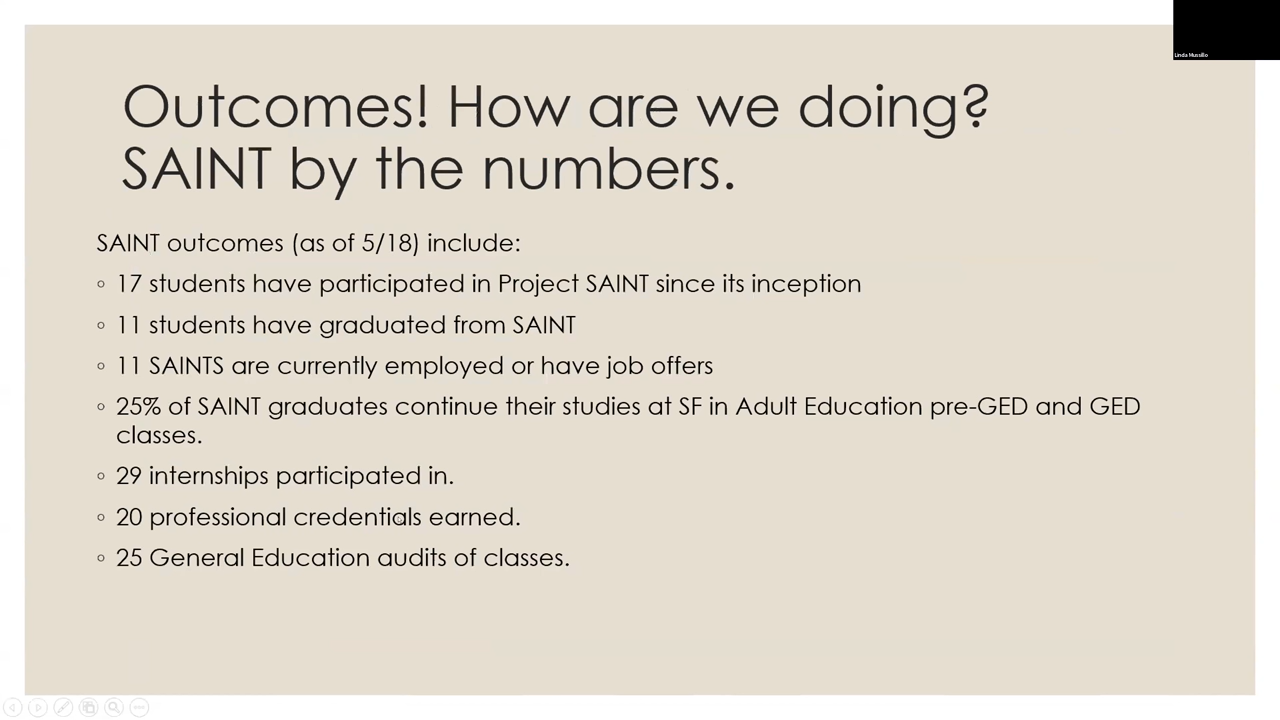 Linda Mussillo
Outcomes! How are we doing?
SAINT by the numbers.
SAINT outcomes (as of 5/18) include:
◦ 17 students have participated in Project SAINT since its inception
◦ 11 students have graduated from SAINT
◦ 11 SAINTS are currently employed or have job offers
◦ 25% of SAINT graduates continue their studies at SF in Adult Education pre-GED and GED
classes.
◦ 29 internships participated in.
◦ 20 professional credentials earned.
◦ 25 General Education audits of classes.